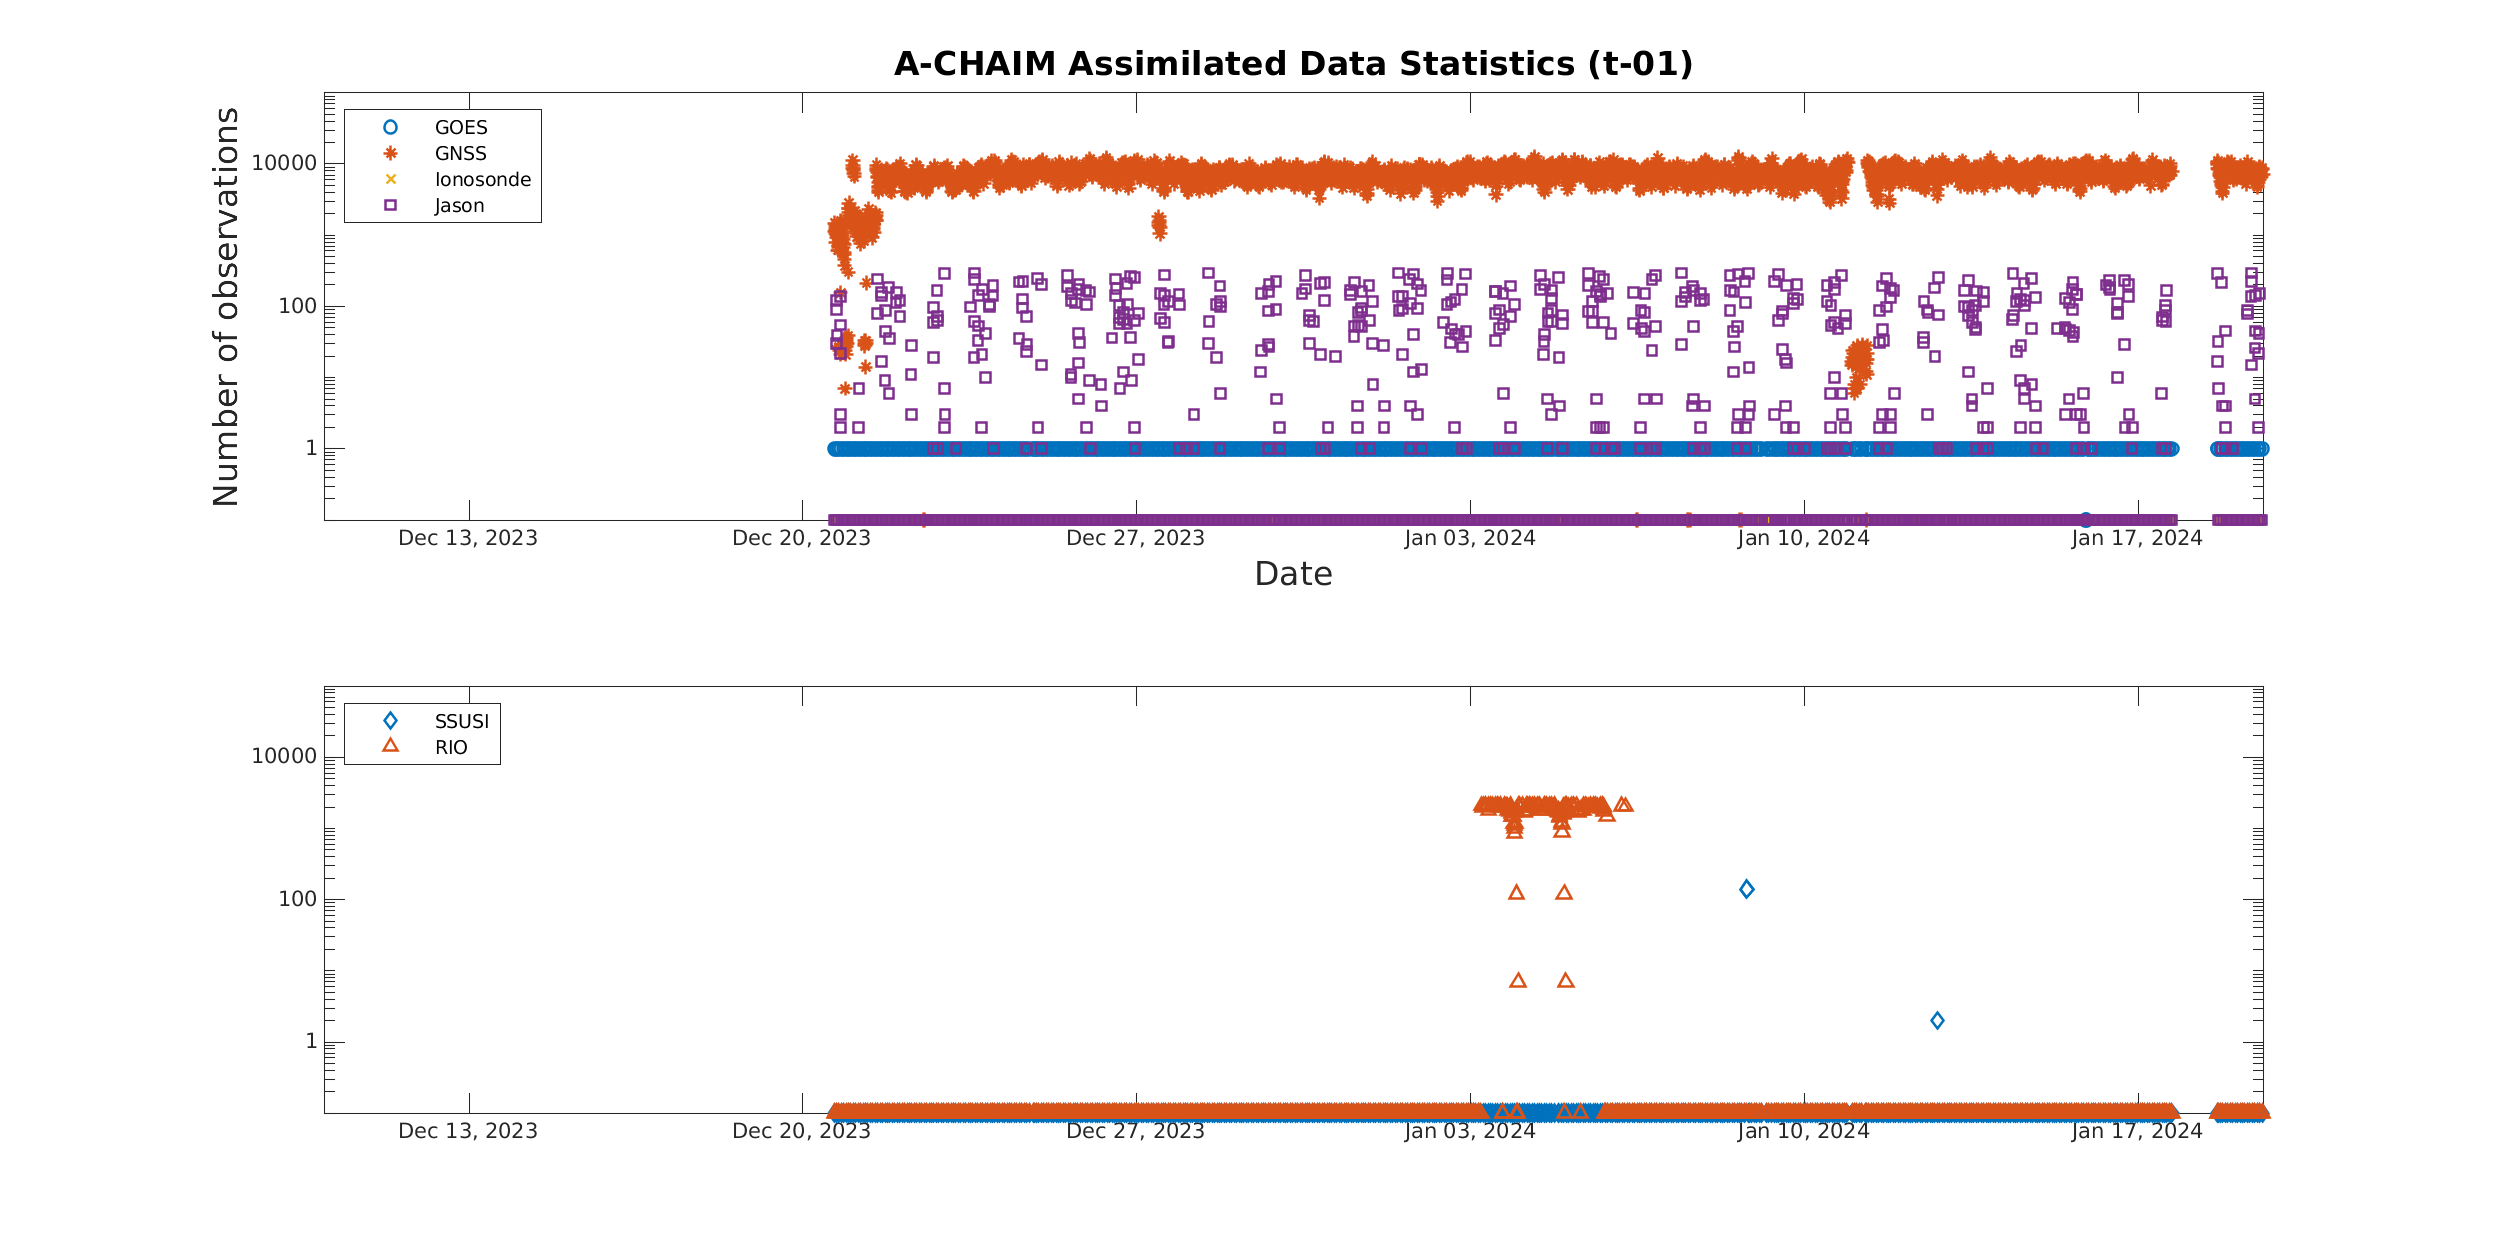 A-CHAIM Assimilated Data Statistics (t-01)
Number of observations
10000
100
1
GOES
GNSS
Ionosonde
Jason
Dec 13, 2023
Dec 20, 2023
Dec 27, 2023
Jan 03, 2024
Jan 10, 2024
Jan 17, 2024
Date
10000
100
1
SSUSI
RIO
Dec 13, 2023
Dec 20, 2023
Dec 27, 2023
Jan 03, 2024
Jan 10, 2024
Jan 17, 2024